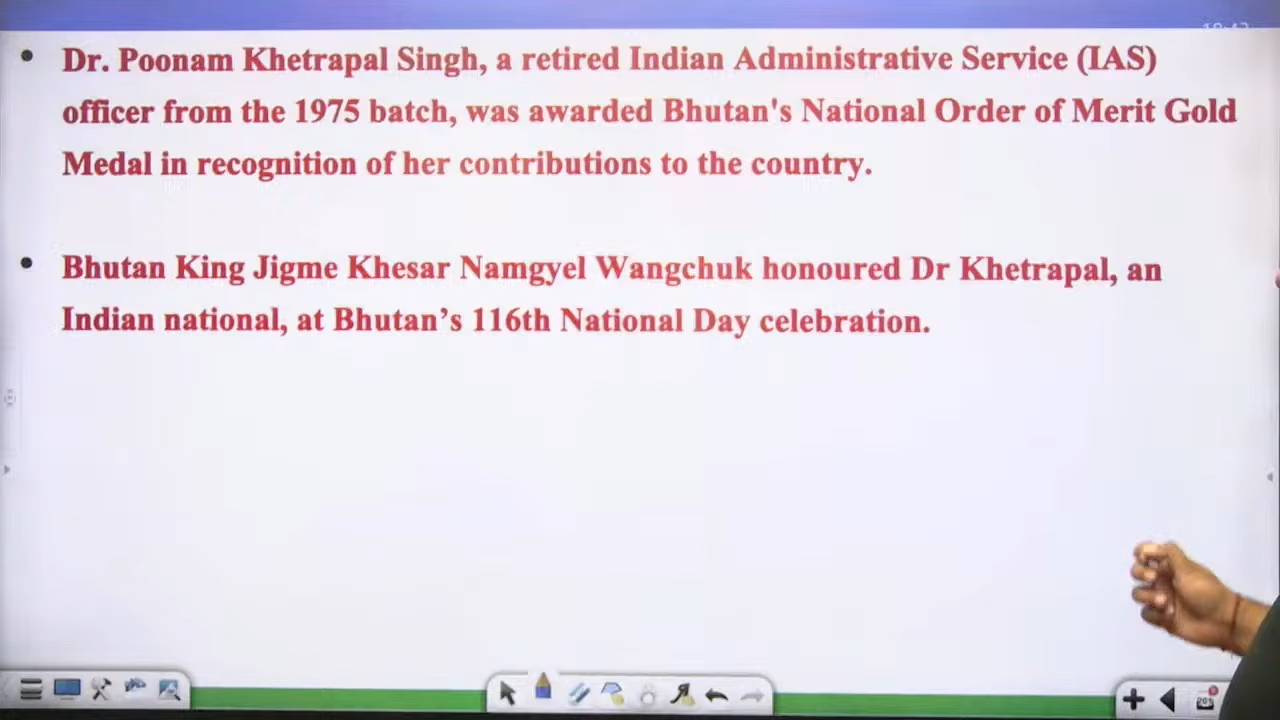 Dr. Poonam Khetrapal Singh, a retired Indian Administrative Service (IAS)
officer from the 1975 batch, was awarded Bhutan's National Order of Merit Gold
Medal in recognition of her contributions to the country.
Bhutan King Jigme Khesar Namgyel Wangchuk honoured Dr Khetrapal, an
Indian national, at Bhutan’s 116th National Day celebration.